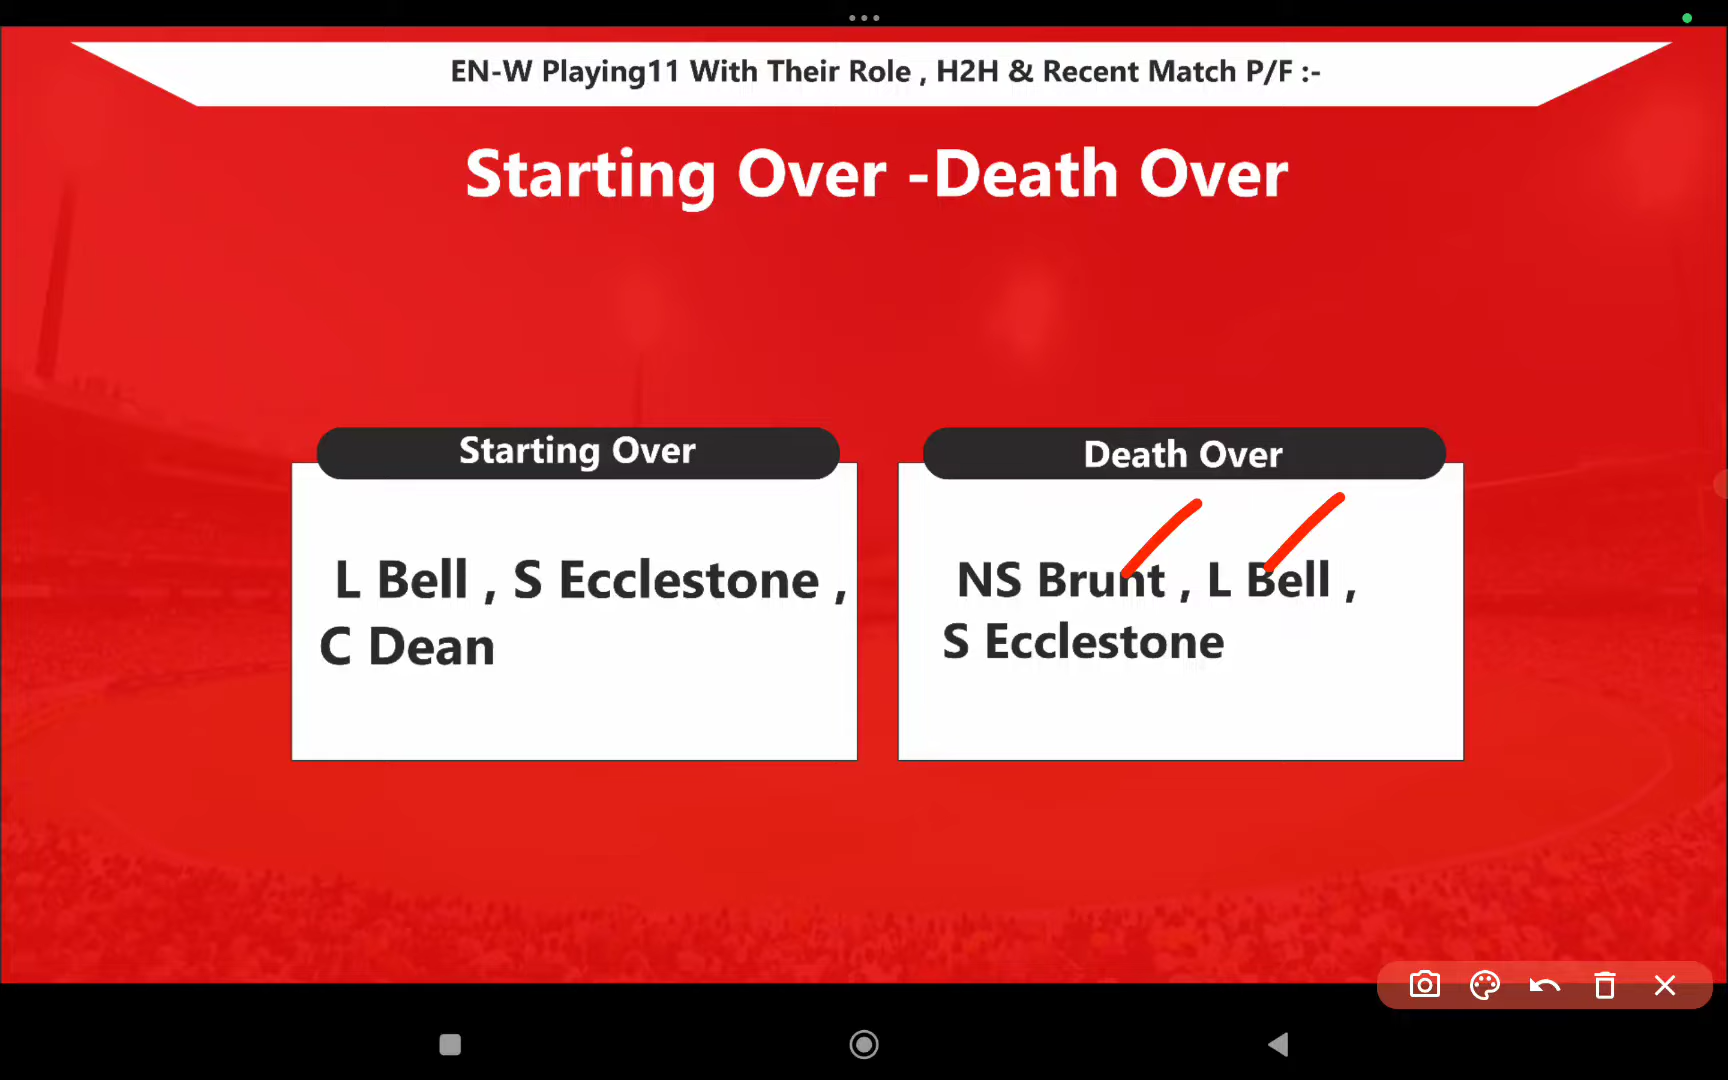 EN-W Playing11 With Their Role , H2H & Recent Match P/F :-
Starting Over -Death Over
Starting Over
L Bell , S Ecclestone ,
C Dean
Death Over
NS Brunt , L Bell ,
S Ecclestone